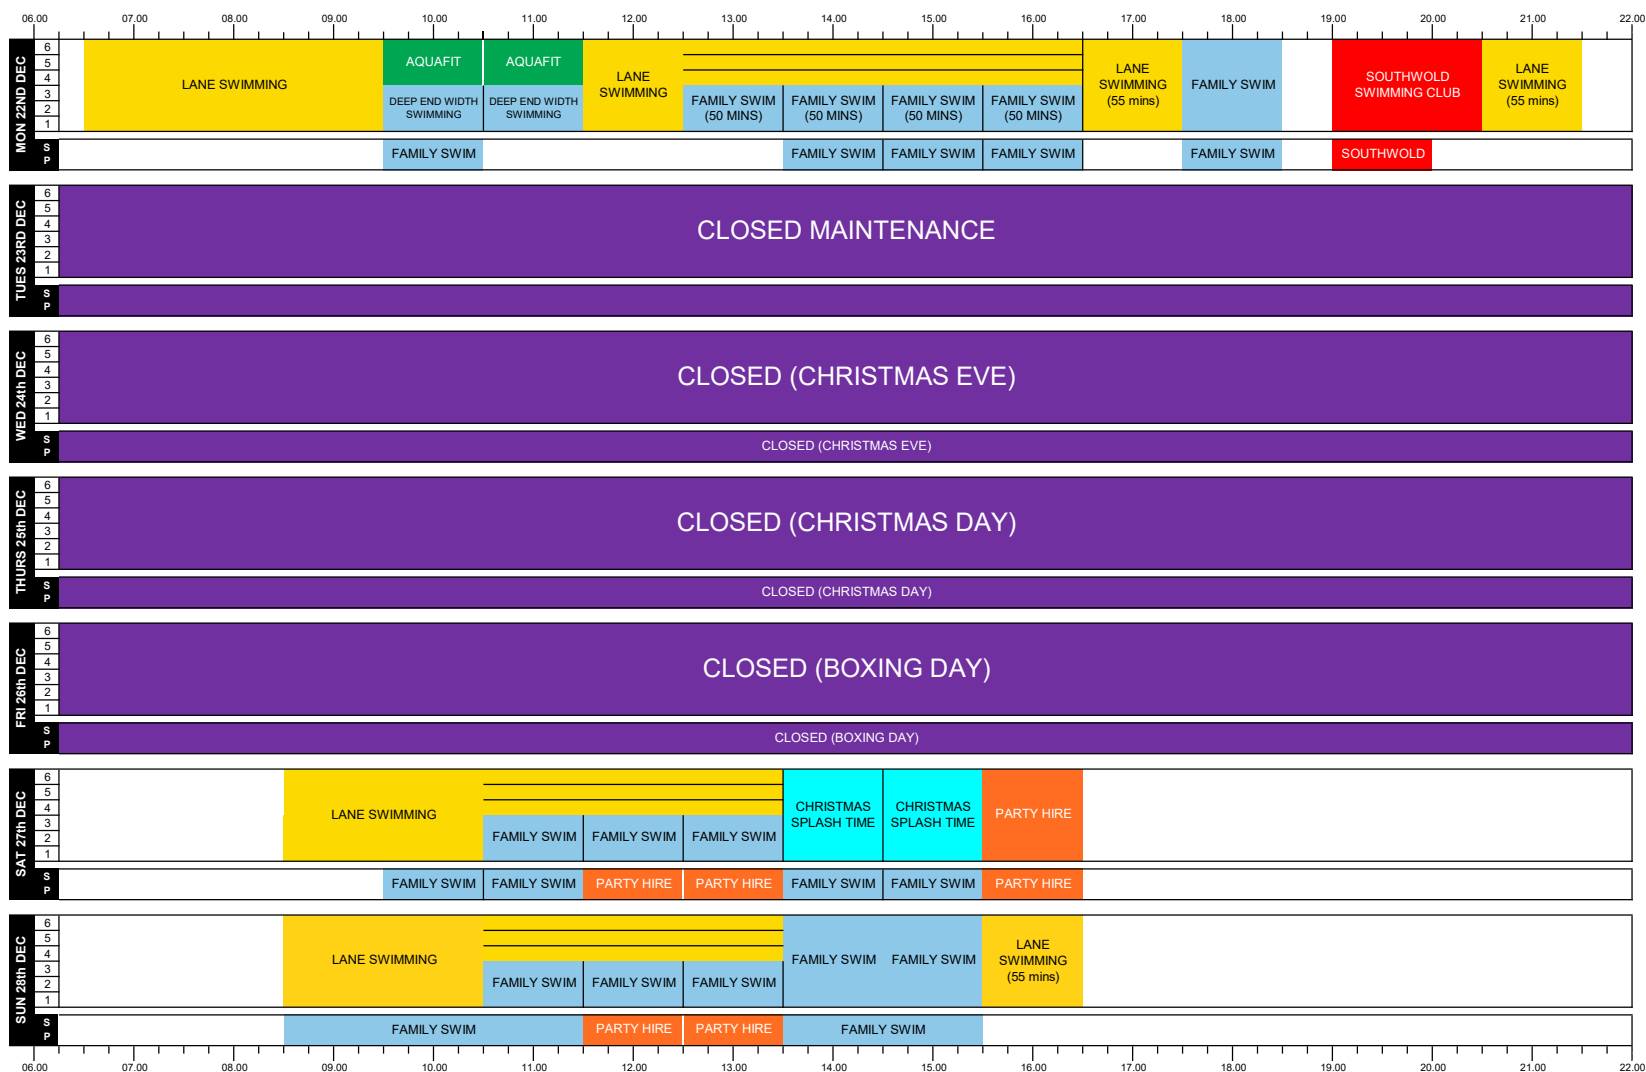 06.00 07.00 08.00 09.00 10.00 11.00 12.00 13.00 14.00 15.00 16.00 17.00 18.00 19.00 20.00 21.00 22.00
MON 22ND DEC
6
5
4
3
2
1
S
P
LANE SWIMMING
AQUAFIT
AQUAFIT
DEEP END WIDTH
SWIMMING
DEEP END WIDTH
SWIMMING
LANE
SWIMMING
FAMILY SWIM
(50 MINS)
FAMILY SWIM
(50 MINS)
FAMILY SWIM
(50 MINS)
FAMILY SWIM
(50 MINS)
LANE
SWIMMING
(55 mins)
FAMILY SWIM
SOUTHWOLD
SWIMMING CLUB
LANE
SWIMMING
(55 mins)
FAMILY SWIM
FAMILY SWIM
FAMILY SWIM
FAMILY SWIM
FAMILY SWIM
SOUTHWOLD
TUES 23RD DEC
6
5
4
3
2
1
S
P
CLOSED MAINTENANCE
WED 24th DEC
6
5
4
3
2
1
S
P
CLOSED (CHRISTMAS EVE)
CLOSED (CHRISTMAS EVE)
THURS 25th DEC
6
5
4
3
2
1
S
P
CLOSED (CHRISTMAS DAY)
CLOSED (CHRISTMAS DAY)
FRI 26th DEC
6
5
4
3
2
1
S
P
CLOSED (BOXING DAY)
CLOSED (BOXING DAY)
SAT 27th DEC
6
5
4
3
2
1
S
P
LANE SWIMMING
FAMILY SWIM
FAMILY SWIM
FAMILY SWIM
CHRISTMAS
SPLASH TIME
CHRISTMAS
SPLASH TIME
PARTY HIRE
FAMILY SWIM
FAMILY SWIM
PARTY HIRE
PARTY HIRE
FAMILY SWIM
FAMILY SWIM
PARTY HIRE
SUN 28th DEC
6
5
4
3
2
1
S
P
LANE SWIMMING
FAMILY SWIM
FAMILY SWIM
FAMILY SWIM
FAMILY SWIM
FAMILY SWIM
LANE
SWIMMING
(55 mins)
FAMILY SWIM
PARTY HIRE
PARTY HIRE
FAMILY SWIM
06.00 07.00 08.00 09.00 10.00 11.00 12.00 13.00 14.00 15.00 16.00 17.00 18.00 19.00 20.00 21.00 22.00